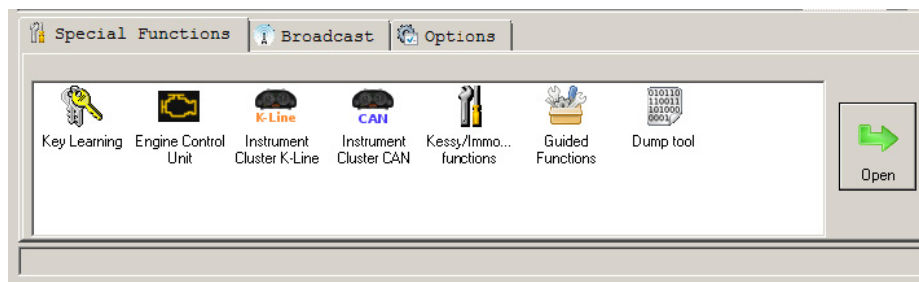 Special Functions
Broadcast
Options
K-Line
CAN
010110
110011
101000
0001
Key Learning
Engine Control
Unit
Instrument
Cluster K-Line
Instrument
Cluster CAN
Kessy/Immo...
functions
Guided
Functions
Dump tool
Open